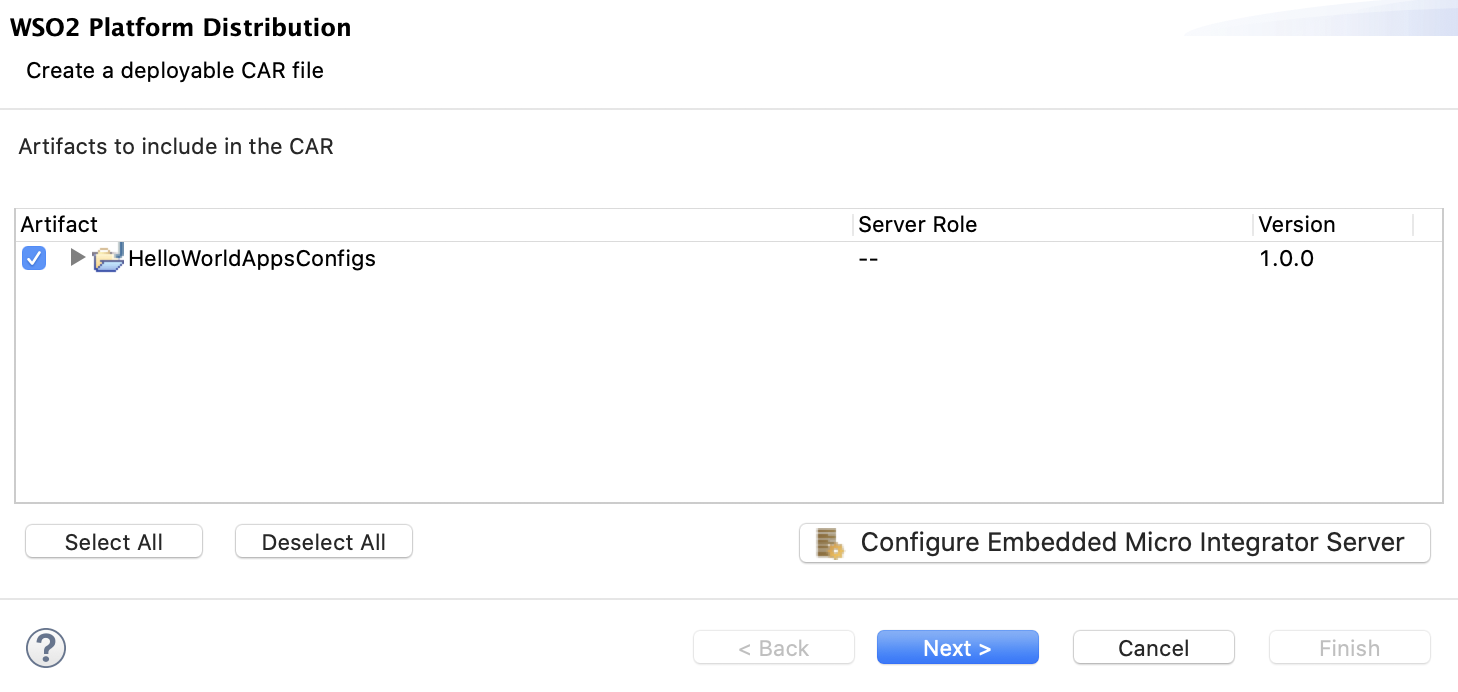 WSO2 Platform Distribution
Create a deployable CAR file
Artifacts to include in the CAR
Artifact Server Role Version
HelloWorldAppsConfigs -- 1.0.0
Select All Deselect All Configure Embedded Micro Integrator Server
? < Back Next > Cancel Finish